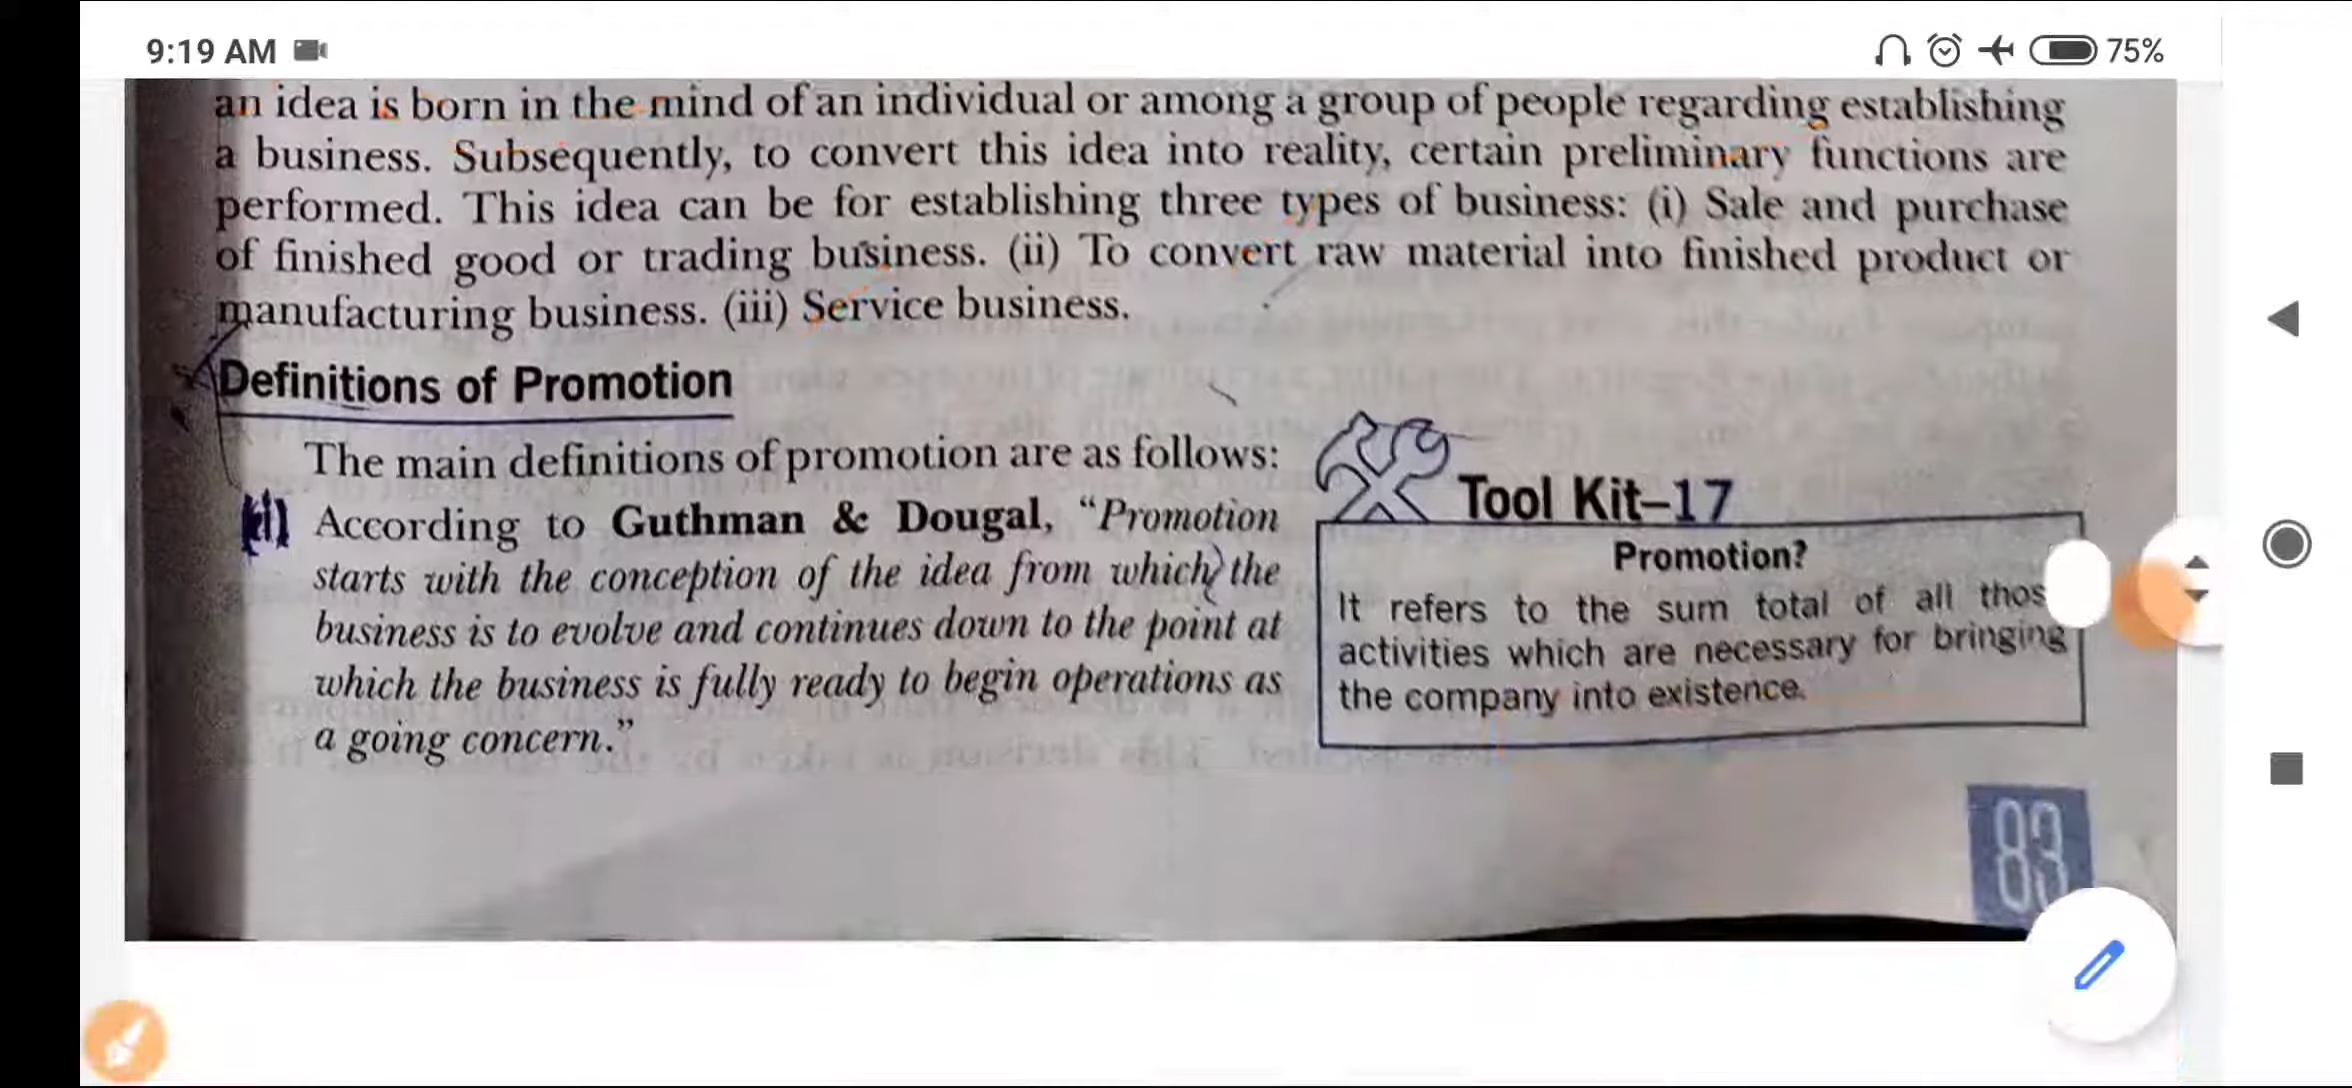 9:19 AM
75%
an idea is born in the mind of an individual or among a group of people regarding establishing
a business. Subsequently, to convert this idea into reality, certain preliminary functions are
performed. This idea can be for establishing three types of business: (i) Sale and purchase
of finished good or trading business. (ii) To convert raw material into finished product or
manufacturing business. (iii) Service business.
Definitions of Promotion
The main definitions of promotion are as follows:
According to Guthman & Dougal, “Promotion
starts with the conception of the idea from which the
business is to evolve and continues down to the point at
which the business is fully ready to begin operations as
a going concern.”
Tool Kit–17
Promotion?
It refers to the sum total of all thos
activities which are necessary for bringing
the company into existence.
83